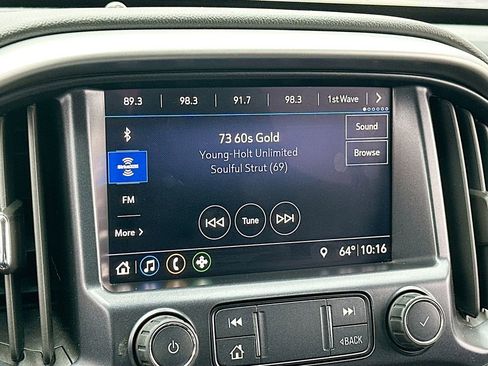 89.3 98.3 91.7 98.3 1st Wave
73 60s Gold
Young-Holt Unlimited
Soulful Strut (69)
Sound
Browse
SiriusXM
FM
More
Tune
64° 10:16
BACK